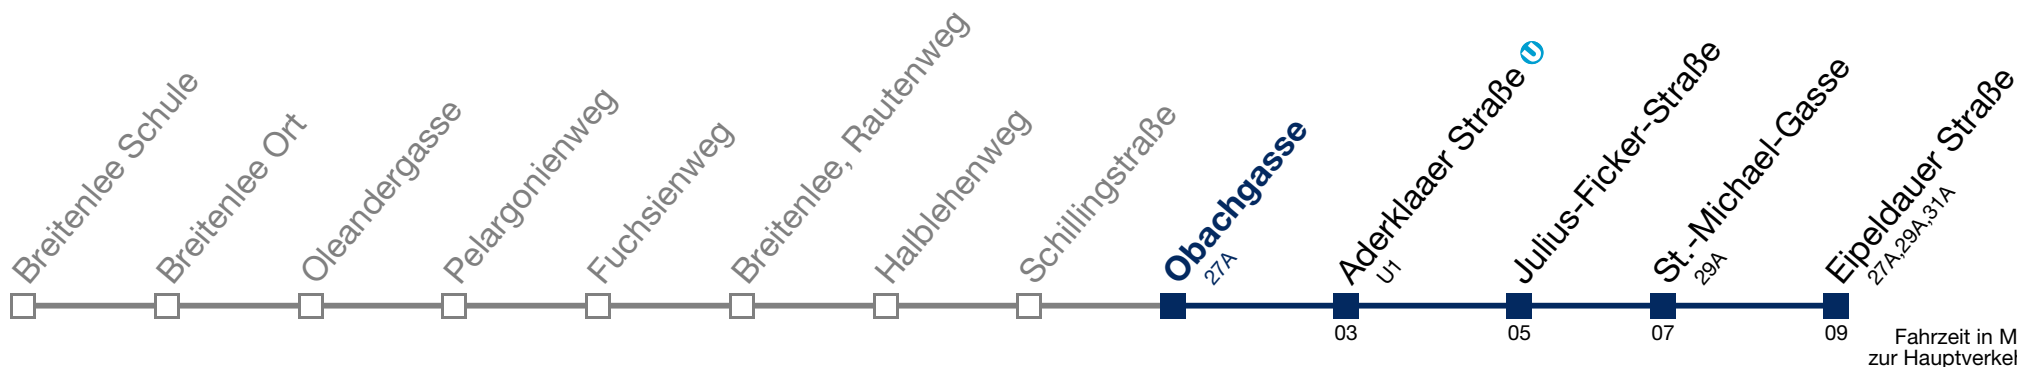 Breitenlee Schule
Breitenlee Ort
Oleandergasse
Pelargonienweg
Fuchsienweg
Breitenlee, Rautenweg
Halblehenweg
Schillingstraße
Obachgasse
27A
Aderklaaer Straße U
U1
Julius-Ficker-Straße
St.-Michael-Gasse
29A
Eipeldauer Straße
27A,29A,31A
03
05
07
09
Fahrzeit in M
zur Hauptverkeh